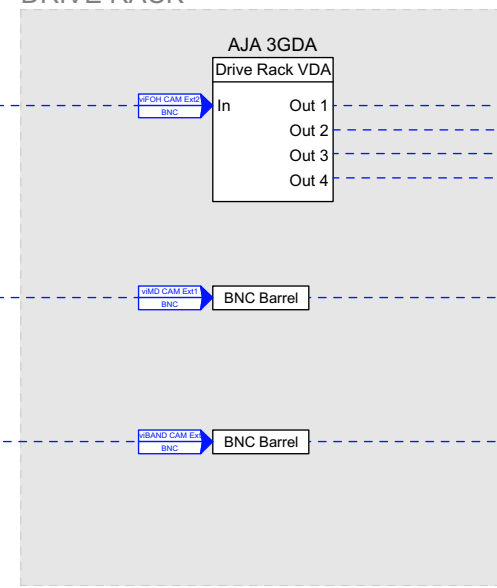 DRIVE RACK
AJA 3GDA
Drive Rack VDA
viFOH CAM Ext2
BNC
In
Out 1
Out 2
Out 3
Out 4
viMD CAM Ext1
BNC
BNC Barrel
viBAND CAM Ext
BNC
BNC Barrel